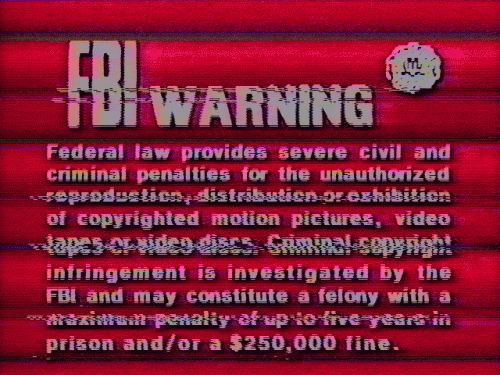 FBI WARNING
Federal law provides severe civil and
criminal penalties for the unauthorized
reproduction, distribution or exhibition
of copyrighted motion pictures, video
tapes or video discs. Criminal copyright
infringement is investigated by the
FBI and may constitute a felony with a
maximum penalty of up to five years in
prison and/or a $250,000 fine.